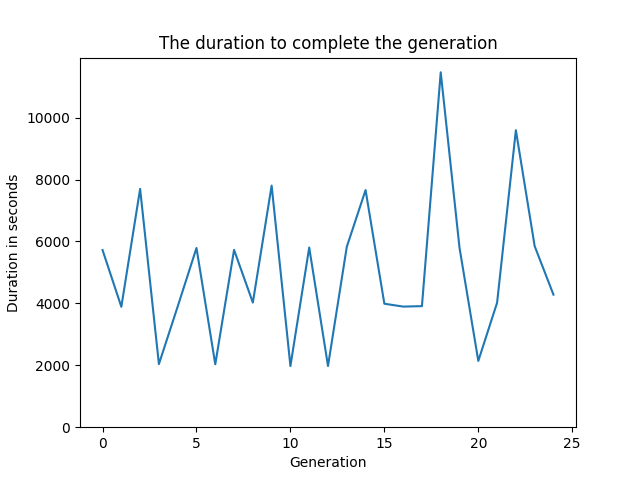 The duration to complete the generation
10000
8000
6000
4000
2000
0
Duration in seconds
0 5 10 15 20 25
Generation